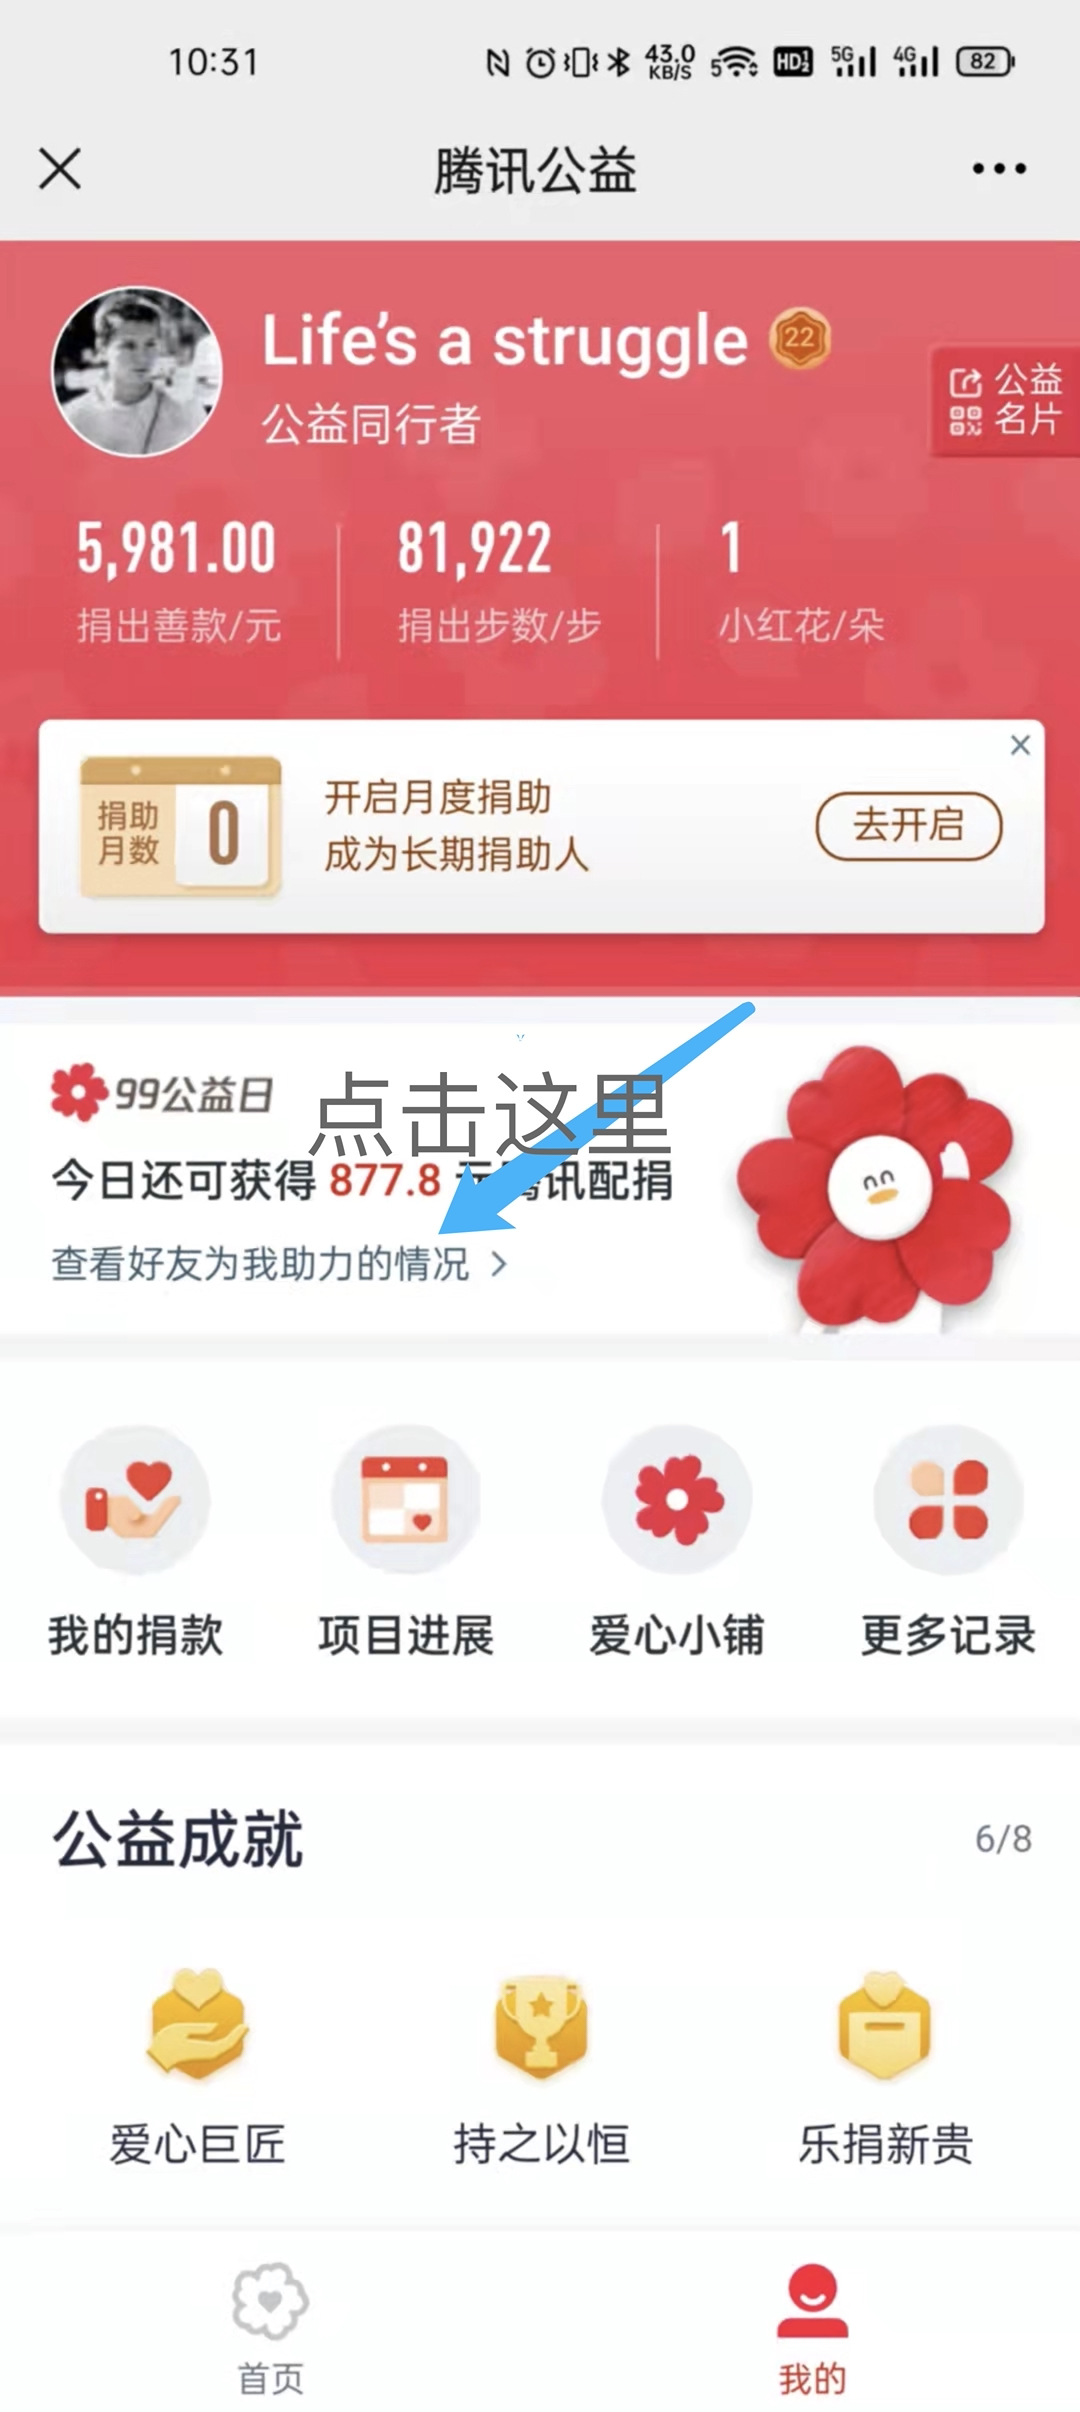 10:31
43.0 KB/S
5
HD 1 2
5G
4G
82
腾讯公益
Life's a struggle
22
公益同行者
公益
名片
5,981.00
81,922
1
捐出善款/元
捐出步数/步
小红花/朵
捐助
月数
0
开启月度捐助
成为长期捐助人
去开启
99公益日
点击这里
今日还可获得 877.8 元腾讯配捐
查看好友为我助力的情况 >
我的捐款
项目进展
爱心小铺
更多记录
公益成就
6/8
爱心巨匠
持之以恒
乐捐新贵
首页
我的